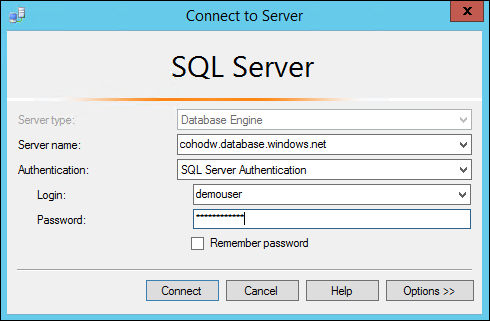 Connect to Server
x
SQL Server
Server type:
Database Engine
Server name:
cohodw.database.windows.net
Authentication:
SQL Server Authentication
Login:
demouser
Password:
************
Remember password
Connect
Cancel
Help
Options >>